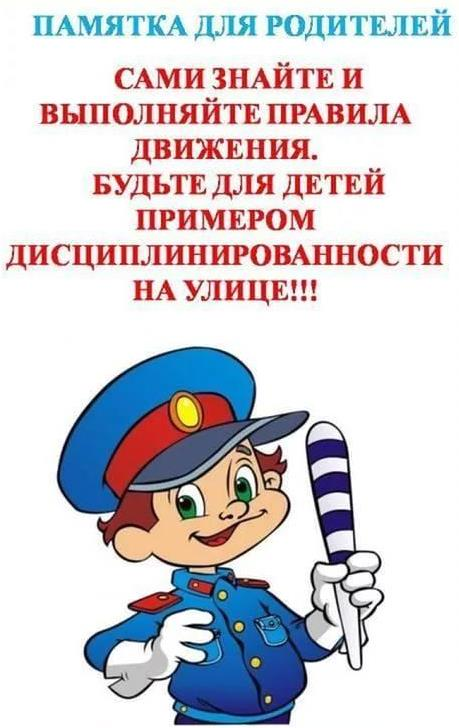 ПАМЯТКА ДЛЯ РОДИТЕЛЕЙ
САМИ ЗНАЙТЕ И
ВЫПОЛНЯЙТЕ ПРАВИЛА
ДВИЖЕНИЯ.
БУДЬТЕ ДЛЯ ДЕТЕЙ
ПРИМЕРОМ
ДИСЦИПЛИНИРОВАННОСТИ
НА УЛИЦЕ!!!